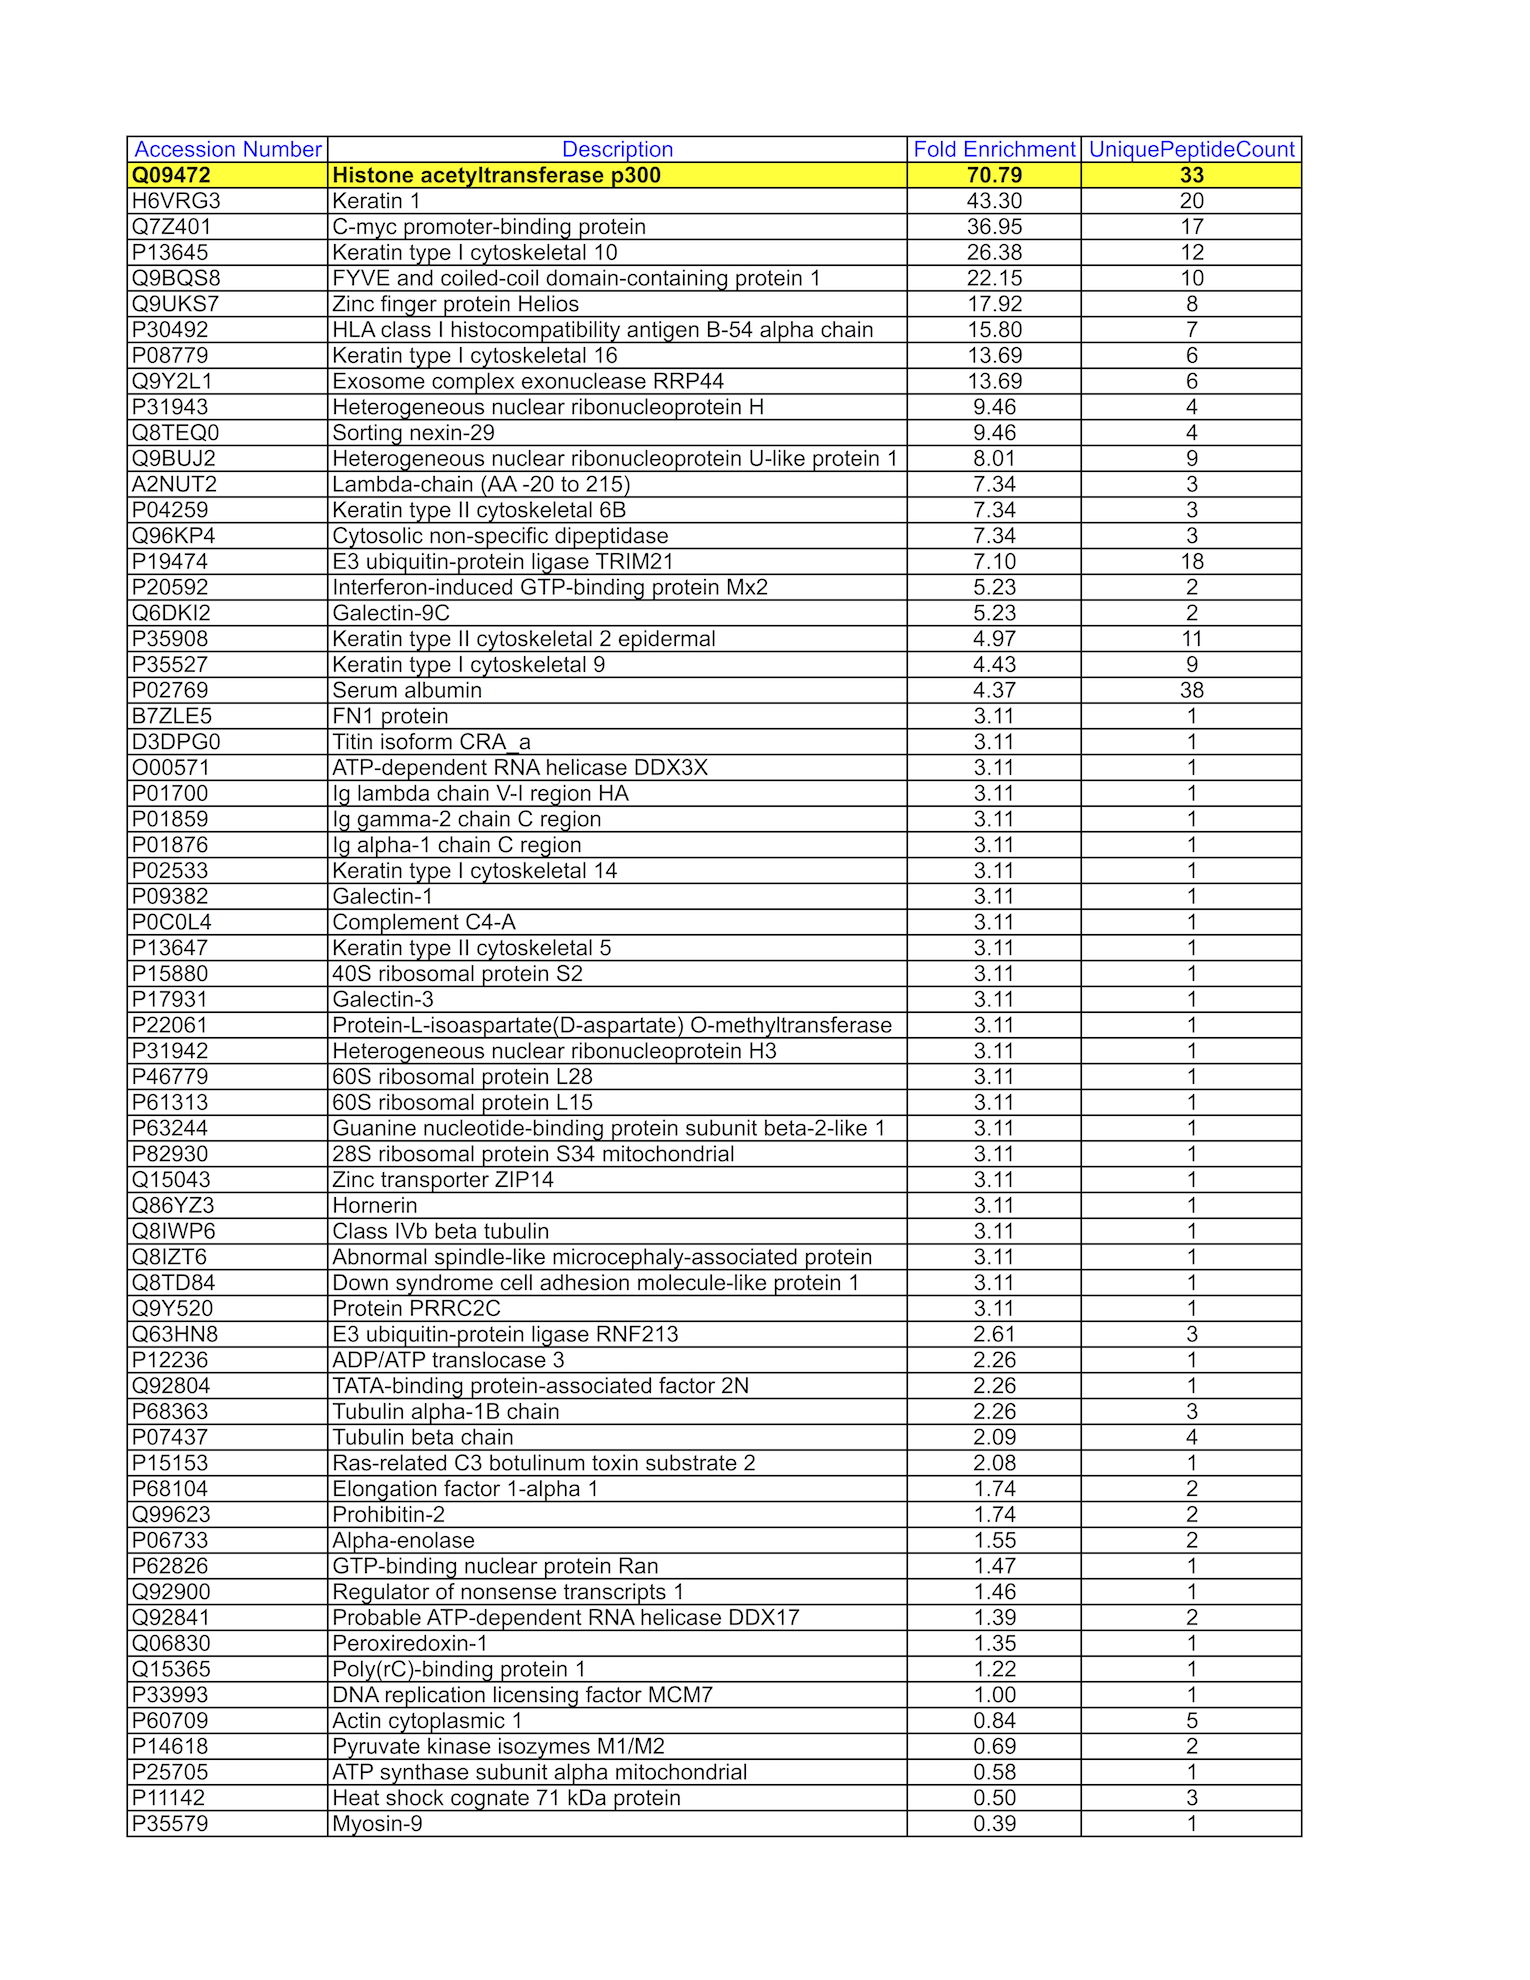 Accession Number Description Fold Enrichment UniquePeptideCount
Q09472 Histone acetyltransferase p300 70.79 33
H6VRG3 Keratin 1 43.30 20
Q7Z401 C-myc promoter-binding protein 36.95 17
P13645 Keratin type I cytoskeletal 10 26.38 12
Q9BQS8 FYVE and coiled-coil domain-containing protein 1 22.15 10
Q9UKS7 Zinc finger protein Helios 17.92 8
P30492 HLA class I histocompatibility antigen B-54 alpha chain 15.80 7
P08779 Keratin type I cytoskeletal 16 13.69 6
Q9Y2L1 Exosome complex exonuclease RRP44 13.69 6
P31943 Heterogeneous nuclear ribonucleoprotein H 9.46 4
Q8TEQ0 Sorting nexin-29 9.46 4
Q9BUJ2 Heterogeneous nuclear ribonucleoprotein U-like protein 1 8.01 9
A2NUT2 Lambda-chain (AA -20 to 215) 7.34 3
P04259 Keratin type II cytoskeletal 6B 7.34 3
Q96KP4 Cytosolic non-specific dipeptidase 7.34 3
P19474 E3 ubiquitin-protein ligase TRIM21 7.10 18
P20592 Interferon-induced GTP-binding protein Mx2 5.23 2
Q6DKI2 Galectin-9C 5.23 2
P35908 Keratin type II cytoskeletal 2 epidermal 4.97 11
P35527 Keratin type I cytoskeletal 9 4.43 9
P02769 Serum albumin 4.37 38
B7ZLE5 FN1 protein 3.11 1
D3DPG0 Titin isoform CRA_a 3.11 1
O00571 ATP-dependent RNA helicase DDX3X 3.11 1
P01700 Ig lambda chain V-I region HA 3.11 1
P01859 Ig gamma-2 chain C region 3.11 1
P01876 Ig alpha-1 chain C region 3.11 1
P02533 Keratin type I cytoskeletal 14 3.11 1
P09382 Galectin-1 3.11 1
P0C0L4 Complement C4-A 3.11 1
P13647 Keratin type II cytoskeletal 5 3.11 1
P15880 40S ribosomal protein S2 3.11 1
P17931 Galectin-3 3.11 1
P22061 Protein-L-isoaspartate(D-aspartate) O-methyltransferase 3.11 1
P31942 Heterogeneous nuclear ribonucleoprotein H3 3.11 1
P46779 60S ribosomal protein L28 3.11 1
P61313 60S ribosomal protein L15 3.11 1
P63244 Guanine nucleotide-binding protein subunit beta-2-like 1 3.11 1
P82930 28S ribosomal protein S34 mitochondrial 3.11 1
Q15043 Zinc transporter ZIP14 3.11 1
Q86YZ3 Hornerin 3.11 1
Q8IWP6 Class IVb beta tubulin 3.11 1
Q8IZT6 Abnormal spindle-like microcephaly-associated protein 3.11 1
Q8TD84 Down syndrome cell adhesion molecule-like protein 1 3.11 1
Q9Y520 Protein PRRC2C 3.11 1
Q63HN8 E3 ubiquitin-protein ligase RNF213 2.61 3
P12236 ADP/ATP translocase 3 2.26 1
Q92804 TATA-binding protein-associated factor 2N 2.26 1
P68363 Tubulin alpha-1B chain 2.26 3
P07437 Tubulin beta chain 2.09 4
P15153 Ras-related C3 botulinum toxin substrate 2 2.08 1
P68104 Elongation factor 1-alpha 1 1.74 2
Q99623 Prohibitin-2 1.74 2
P06733 Alpha-enolase 1.55 2
P62826 GTP-binding nuclear protein Ran 1.47 1
Q92900 Regulator of nonsense transcripts 1 1.46 1
Q92841 Probable ATP-dependent RNA helicase DDX17 1.39 2
Q06830 Peroxiredoxin-1 1.35 1
Q15365 Poly(rC)-binding protein 1 1.22 1
P33993 DNA replication licensing factor MCM7 1.00 1
P60709 Actin cytoplasmic 1 0.84 5
P14618 Pyruvate kinase isozymes M1/M2 0.69 2
P25705 ATP synthase subunit alpha mitochondrial 0.58 1
P11142 Heat shock cognate 71 kDa protein 0.50 3
P35579 Myosin-9 0.39 1